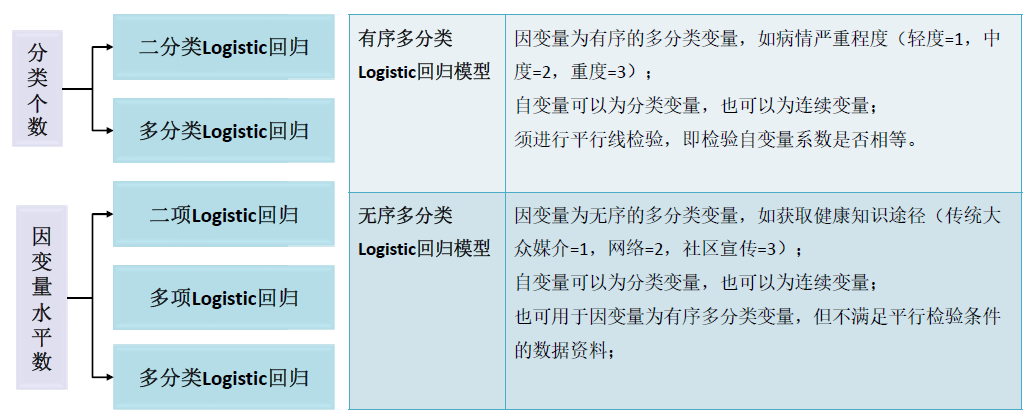 分类个数
二分类Logistic回归
多分类Logistic回归
因变量水平数
二项Logistic回归
多项Logistic回归
多分类Logistic回归
有序多分类
Logistic回归模型
因变量为有序的多分类变量，如病情严重程度（轻度=1，中
度=2，重度=3）；
自变量可以为分类变量，也可以为连续变量；
须进行平行线检验，即检验自变量系数是否相等。
无序多分类
Logistic回归模型
因变量为无序的多分类变量，如获取健康知识途径（传统大
众媒介=1，网络=2，社区宣传=3）；
自变量可以为分类变量，也可以为连续变量；
也可用于因变量为有序多分类变量，但不满足平行检验条件
的数据资料；